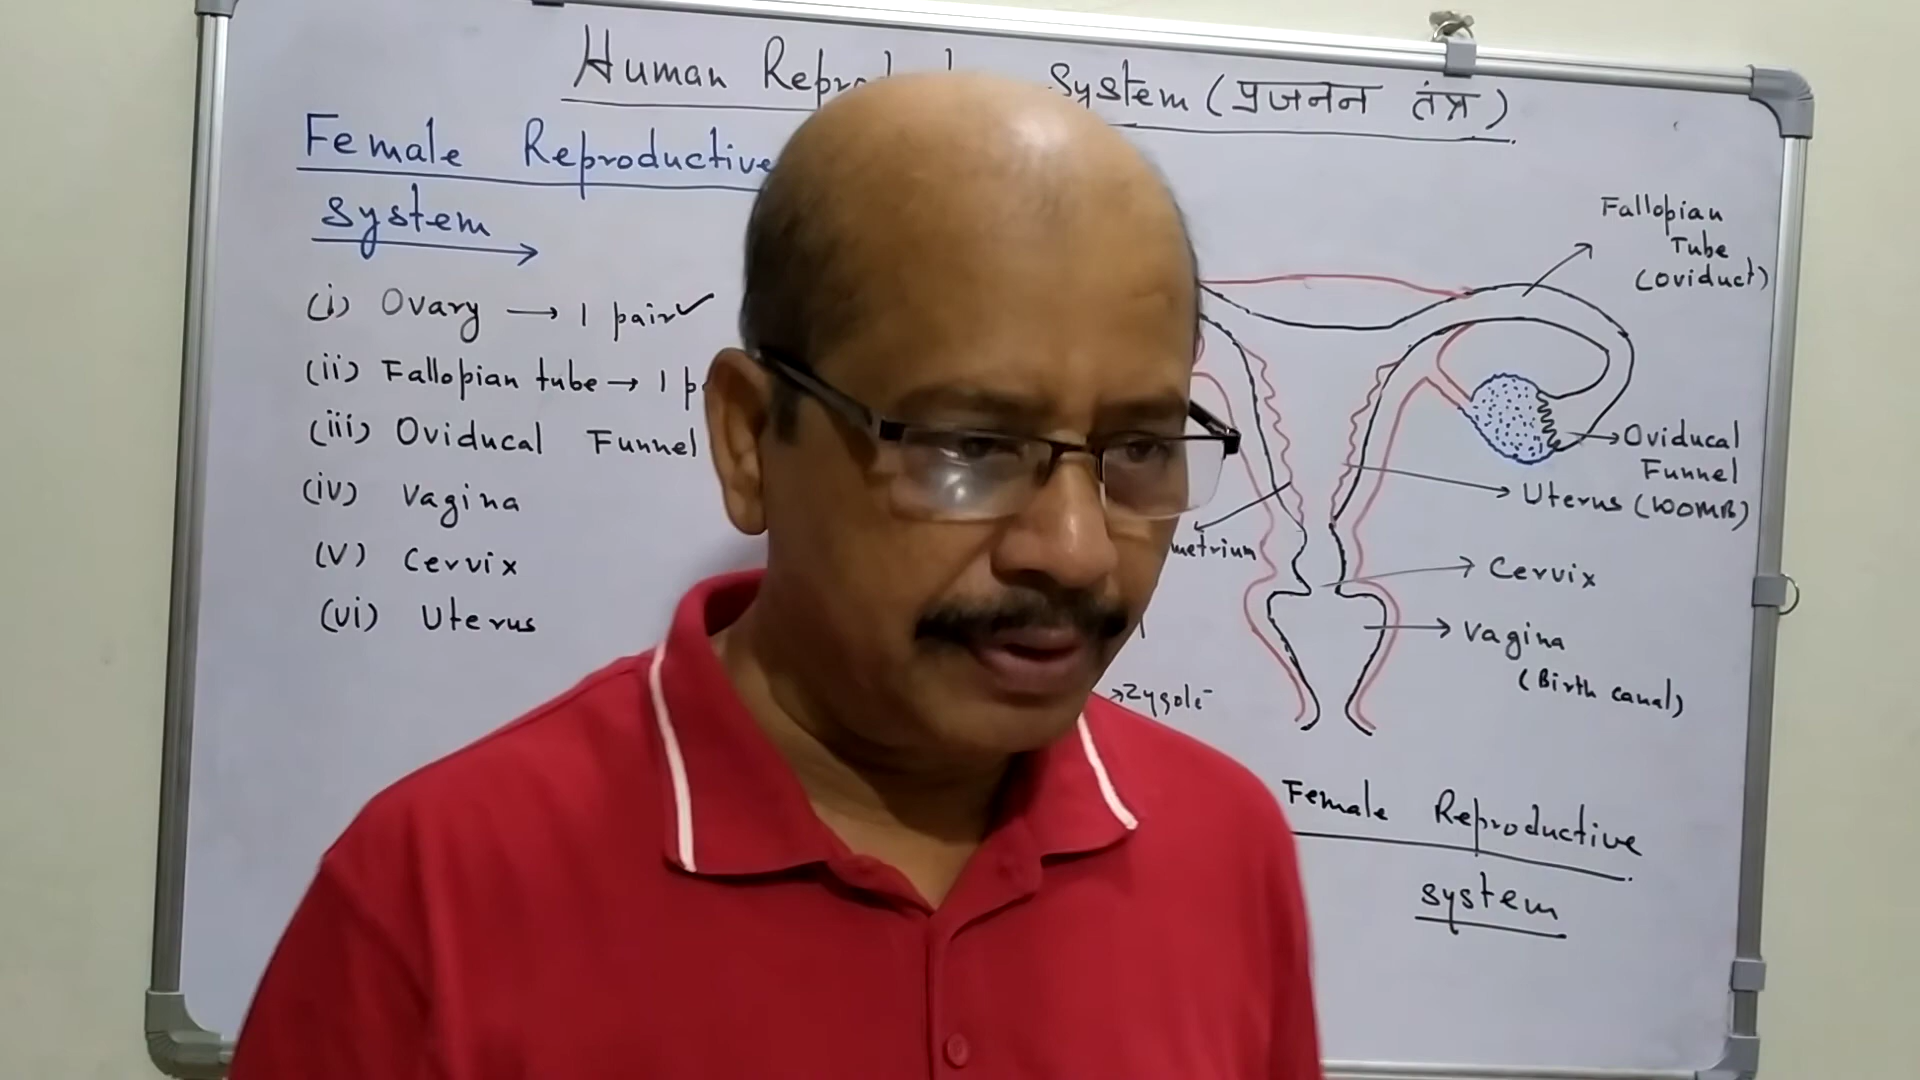 Human System (प्रजनन तंत्र)
Female Reproductive
system
(i) Ovary → 1 pair✓
(ii) Fallopian tube → 1
(iii) Oviducal Funnel
(iv) Vagina
(v) Cervix
(vi) Uterus
Fallopian
Tube
(oviduct)
Oviducal
Funnel
Uterus (WOMB)
metrium
Cervix
Vagina
(Birth canal)
Zygote
Female Reproductive
system